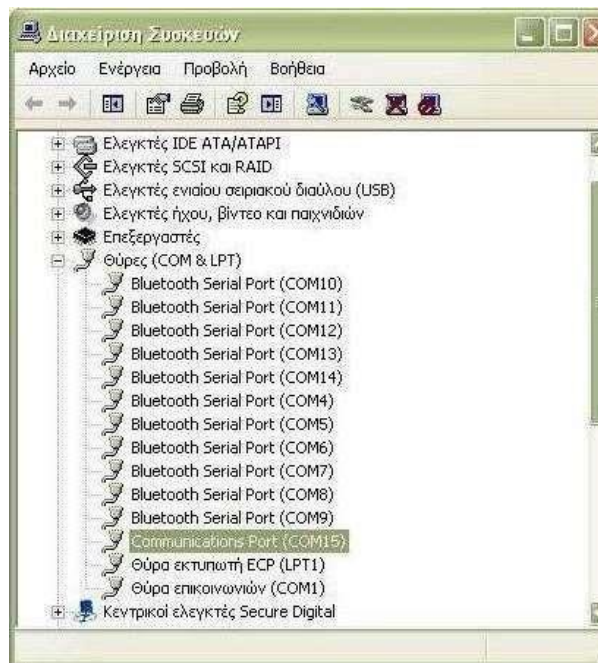 Διαχείριση Συσκευών
Αρχείο Ενέργεια Προβολή Βοήθεια
Ελεγκτές IDE ATA/ATAPI
Ελεγκτές SCSI και RAID
Ελεγκτές ενιαίου σειριακού διαύλου (USB)
Ελεγκτές ήχου, βίντεο και παιχνιδιών
Επεξεργαστές
Θύρες (COM & LPT)
Bluetooth Serial Port (COM10)
Bluetooth Serial Port (COM11)
Bluetooth Serial Port (COM12)
Bluetooth Serial Port (COM13)
Bluetooth Serial Port (COM14)
Bluetooth Serial Port (COM4)
Bluetooth Serial Port (COM5)
Bluetooth Serial Port (COM6)
Bluetooth Serial Port (COM7)
Bluetooth Serial Port (COM8)
Bluetooth Serial Port (COM9)
Communications Port (COM15)
Θύρα εκτυπωτή ECP (LPT1)
Θύρα επικοινωνιών (COM1)
Κεντρικοί ελεγκτές Secure Digital